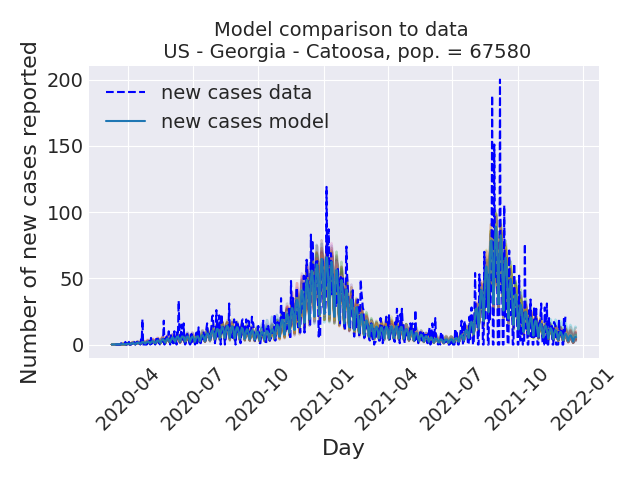 Model comparison to data
US - Georgia - Catoosa, pop. = 67580
Number of new cases reported
200
150
100
50
0
new cases data
new cases model
2020-04
2020-07
2020-10
2021-01
2021-04
2021-07
2021-10
2022-01
Day